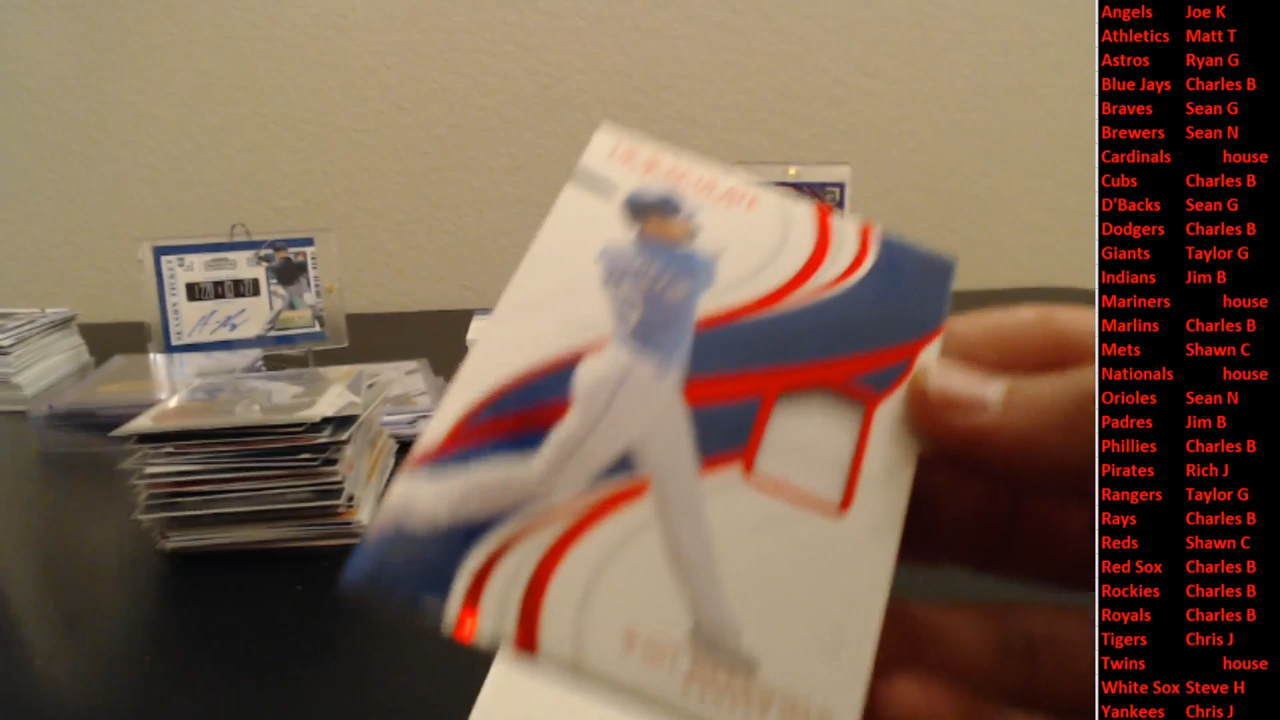 Angels Joe K
Athletics Matt T
Astros Ryan G
Blue Jays Charles B
Braves Sean G
Brewers Sean N
Cardinals house
Cubs Charles B
D'Backs Sean G
Dodgers Charles B
Giants Taylor G
Indians Jim B
Mariners house
Marlins Charles B
Mets Shawn C
Nationals house
Orioles Sean N
Padres Jim B
Phillies Charles B
Pirates Rich J
Rangers Taylor G
Rays Charles B
Reds Shawn C
Red Sox Charles B
Rockies Charles B
Royals Charles B
Tigers Chris J
Twins house
White Sox Steve H
Yankees Chris J